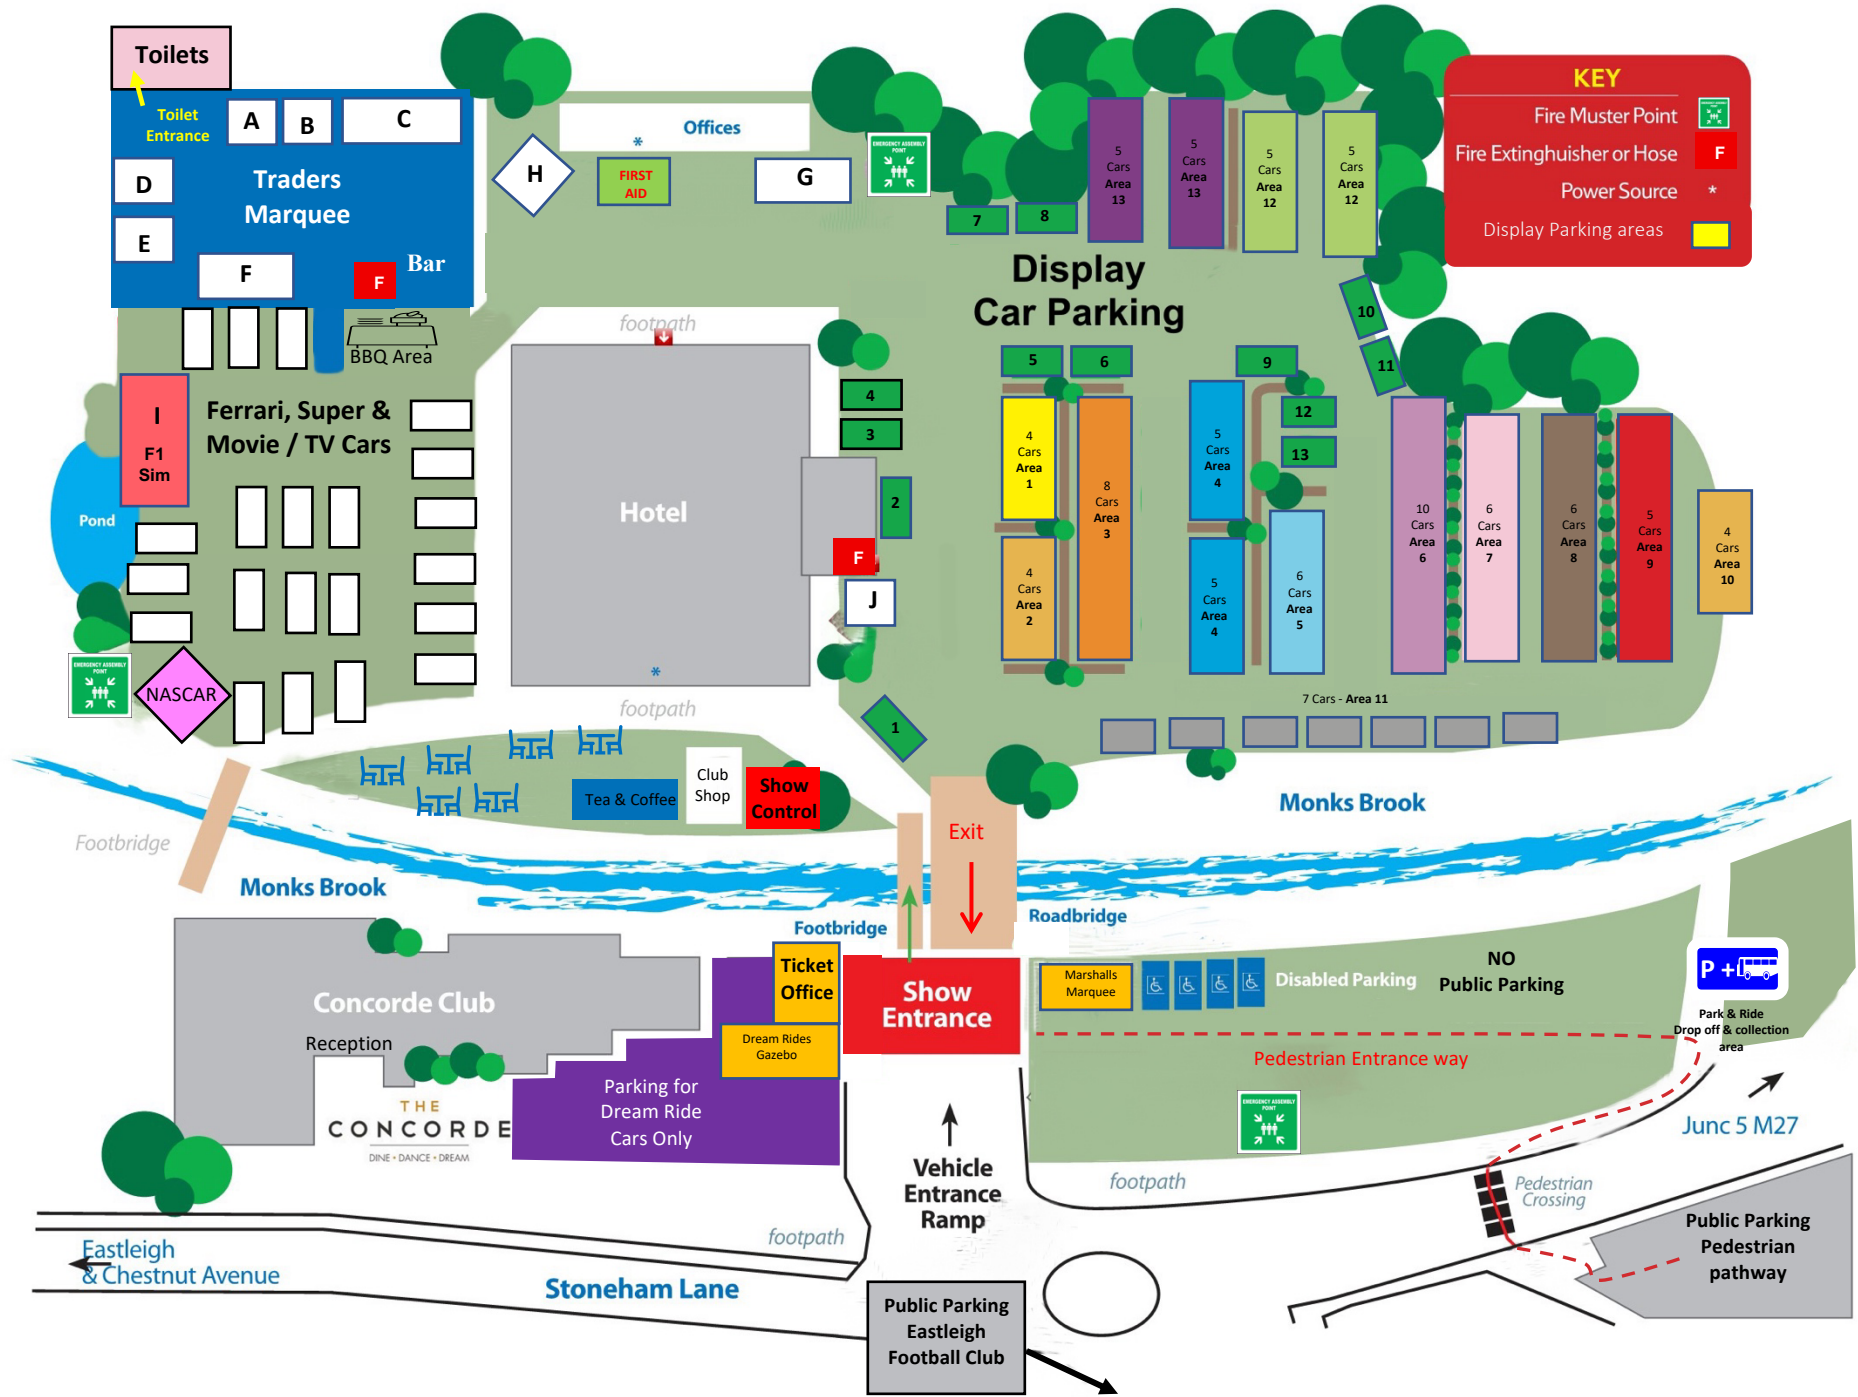 Toilets
Toilet
Entrance
A
B
C
D
E
F
Traders
Marquee
Bar
F
BBQ Area
H
Offices
*
FIRST
AID
G
EMERGENCY ASSEMBLY
POINT
7
8
5
Cars
Area
13
5
Cars
Area
13
5
Cars
Area
12
5
Cars
Area
12
KEY
Fire Muster Point
Fire Extinghuisher or Hose
F
Power Source
*
Display Parking areas
Display
Car Parking
footpath
I
F1
Sim
Ferrari, Super &
Movie / TV Cars
Pond
Hotel
4
3
2
F
J
*
footpath
1
5
6
9
10
11
12
13
4
Cars
Area
1
4
Cars
Area
2
8
Cars
Area
3
5
Cars
Area
4
5
Cars
Area
4
6
Cars
Area
5
10
Cars
Area
6
6
Cars
Area
7
6
Cars
Area
8
5
Cars
Area
9
4
Cars
Area
10
7 Cars - Area 11
EMERGENCY ASSEMBLY
POINT
NASCAR
Tea & Coffee
Club
Shop
Show
Control
Exit
Monks Brook
Footbridge
Monks Brook
Footbridge
Roadbridge
Concorde Club
Reception
THE
CONCORDE
DINE • DANCE • DREAM
Ticket
Office
Dream Rides
Gazebo
Parking for
Dream Ride
Cars Only
Show
Entrance
Marshalls
Marquee
Disabled Parking
NO
Public Parking
P +
Park & Ride
Drop off & collection
area
Pedestrian Entrance way
EMERGENCY ASSEMBLY
POINT
Junc 5 M27
Vehicle
Entrance
Ramp
footpath
Pedestrian
Crossing
Public Parking
Pedestrian
pathway
footpath
Eastleigh
& Chestnut Avenue
Stoneham Lane
Public Parking
Eastleigh
Football Club